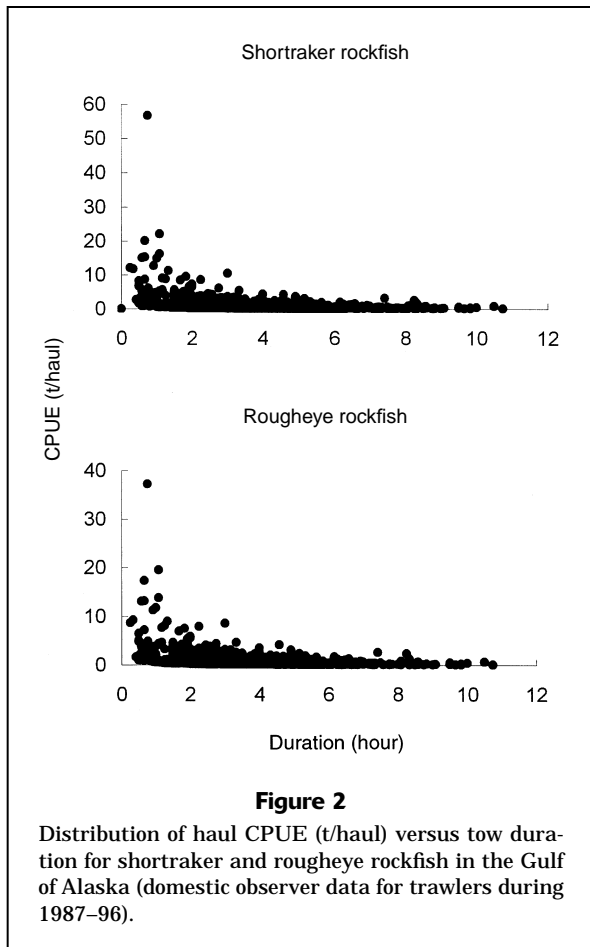 Shortraker rockfish
60
50
40
30
20
10
0
0 2 4 6 8 10 12
CPUE (t/haul)
Rougheye rockfish
40
30
20
10
0
0 2 4 6 8 10 12
Duration (hour)
Figure 2
Distribution of haul CPUE (t/haul) versus tow dura-
tion for shortraker and rougheye rockfish in the Gulf
of Alaska (domestic observer data for trawlers during
1987–96).